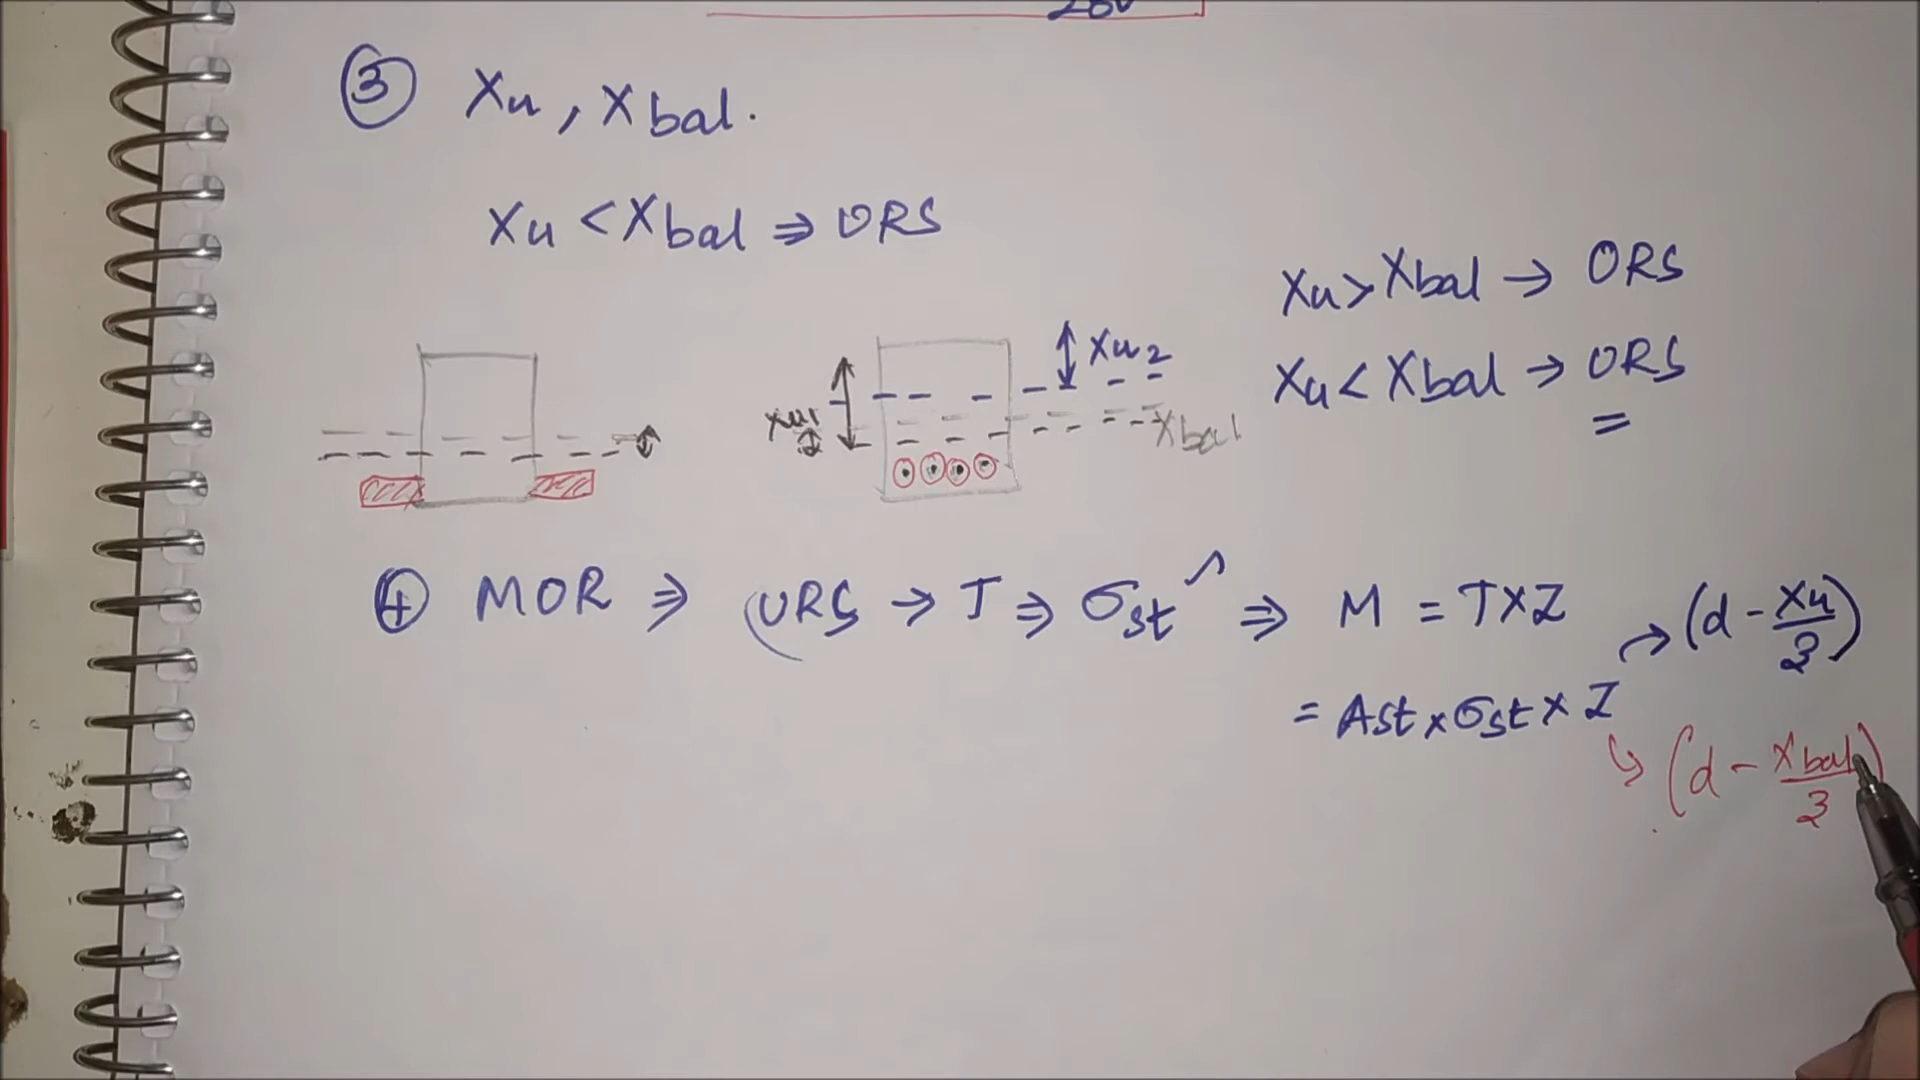 ③ Xu, Xbal.
Xu < Xbal ⇒ URS
Xu > Xbal → ORS
Xu < Xbal → URS
=
Xu2
Xu1
Xbal
④ MOR ⇒ (URS → T ⇒ σst ⇒ M = T×Z
= Ast × σst × Z → (d - Xu/3)
↳ (d - Xbal/3)